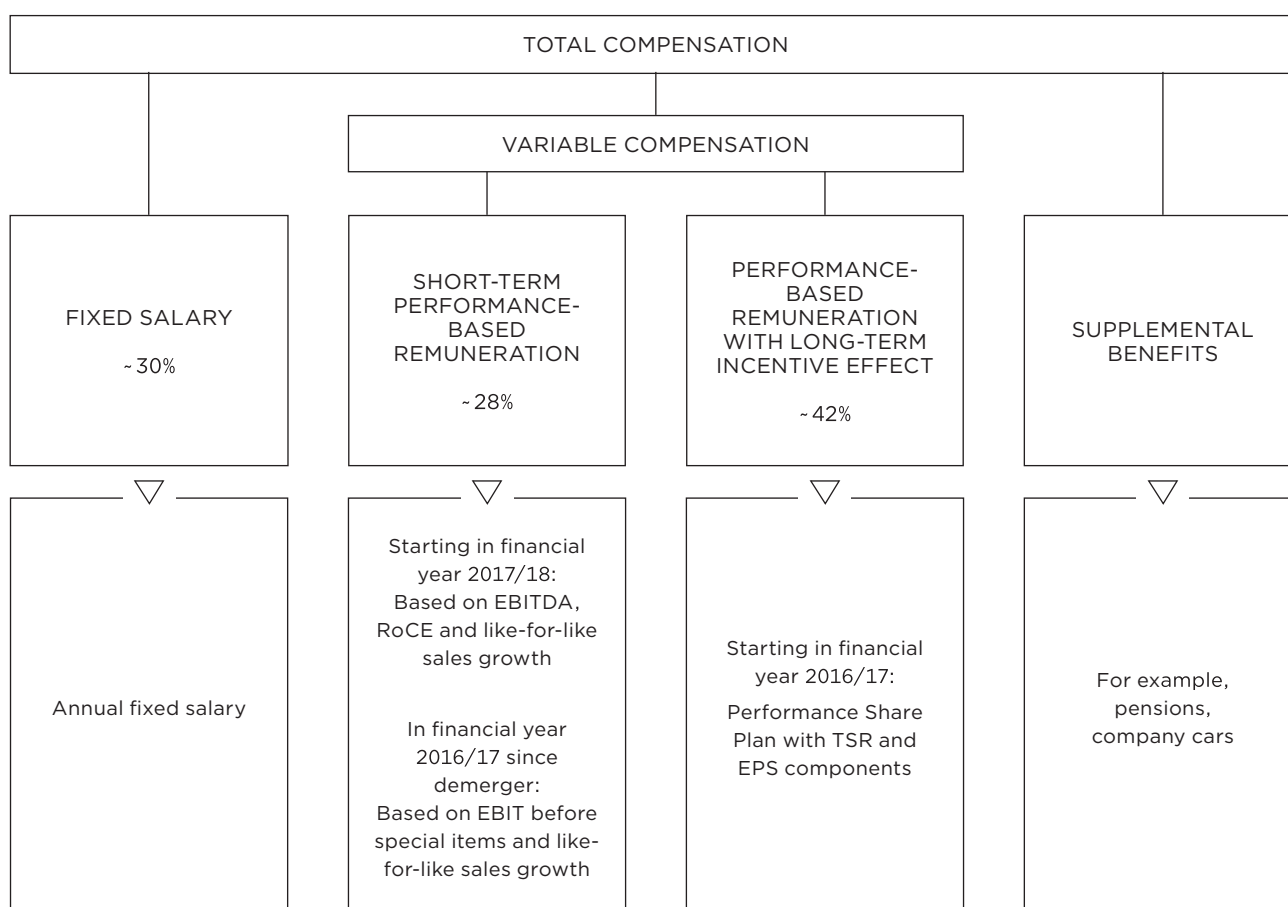 TOTAL COMPENSATION
VARIABLE COMPENSATION
FIXED SALARY
~30%
SHORT-TERM
PERFORMANCE-
BASED
REMUNERATION
~28%
PERFORMANCE-
BASED
REMUNERATION
WITH LONG-TERM
INCENTIVE EFFECT
~42%
SUPPLEMENTAL
BENEFITS
Annual fixed salary
Starting in financial
year 2017/18:
Based on EBITDA,
RoCE and like-for-like
sales growth
In financial year
2016/17 since
demerger:
Based on EBIT before
special items and like-
for-like sales growth
Starting in financial
year 2016/17:
Performance Share
Plan with TSR and
EPS components
For example,
pensions,
company cars